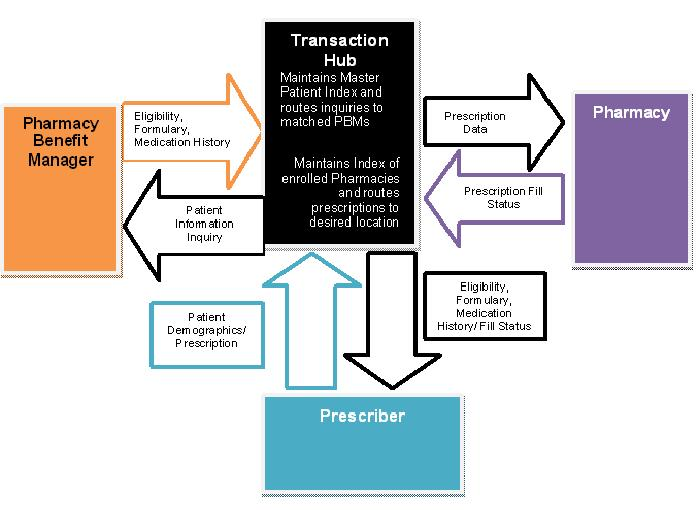 Transaction
Hub
Maintains Master
Patient Index and
routes inquiries to
matched PBMs
Maintains Index of
enrolled Pharmacies
and routes
prescriptions to
desired location
Pharmacy
Benefit
Manager
Eligibility,
Formulary,
Medication History
Patient
Information
Inquiry
Prescription
Data
Prescription Fill
Status
Pharmacy
Patient
Demographics/
Prescription
Eligibility,
Formulary,
Medication
History/ Fill Status
Prescriber